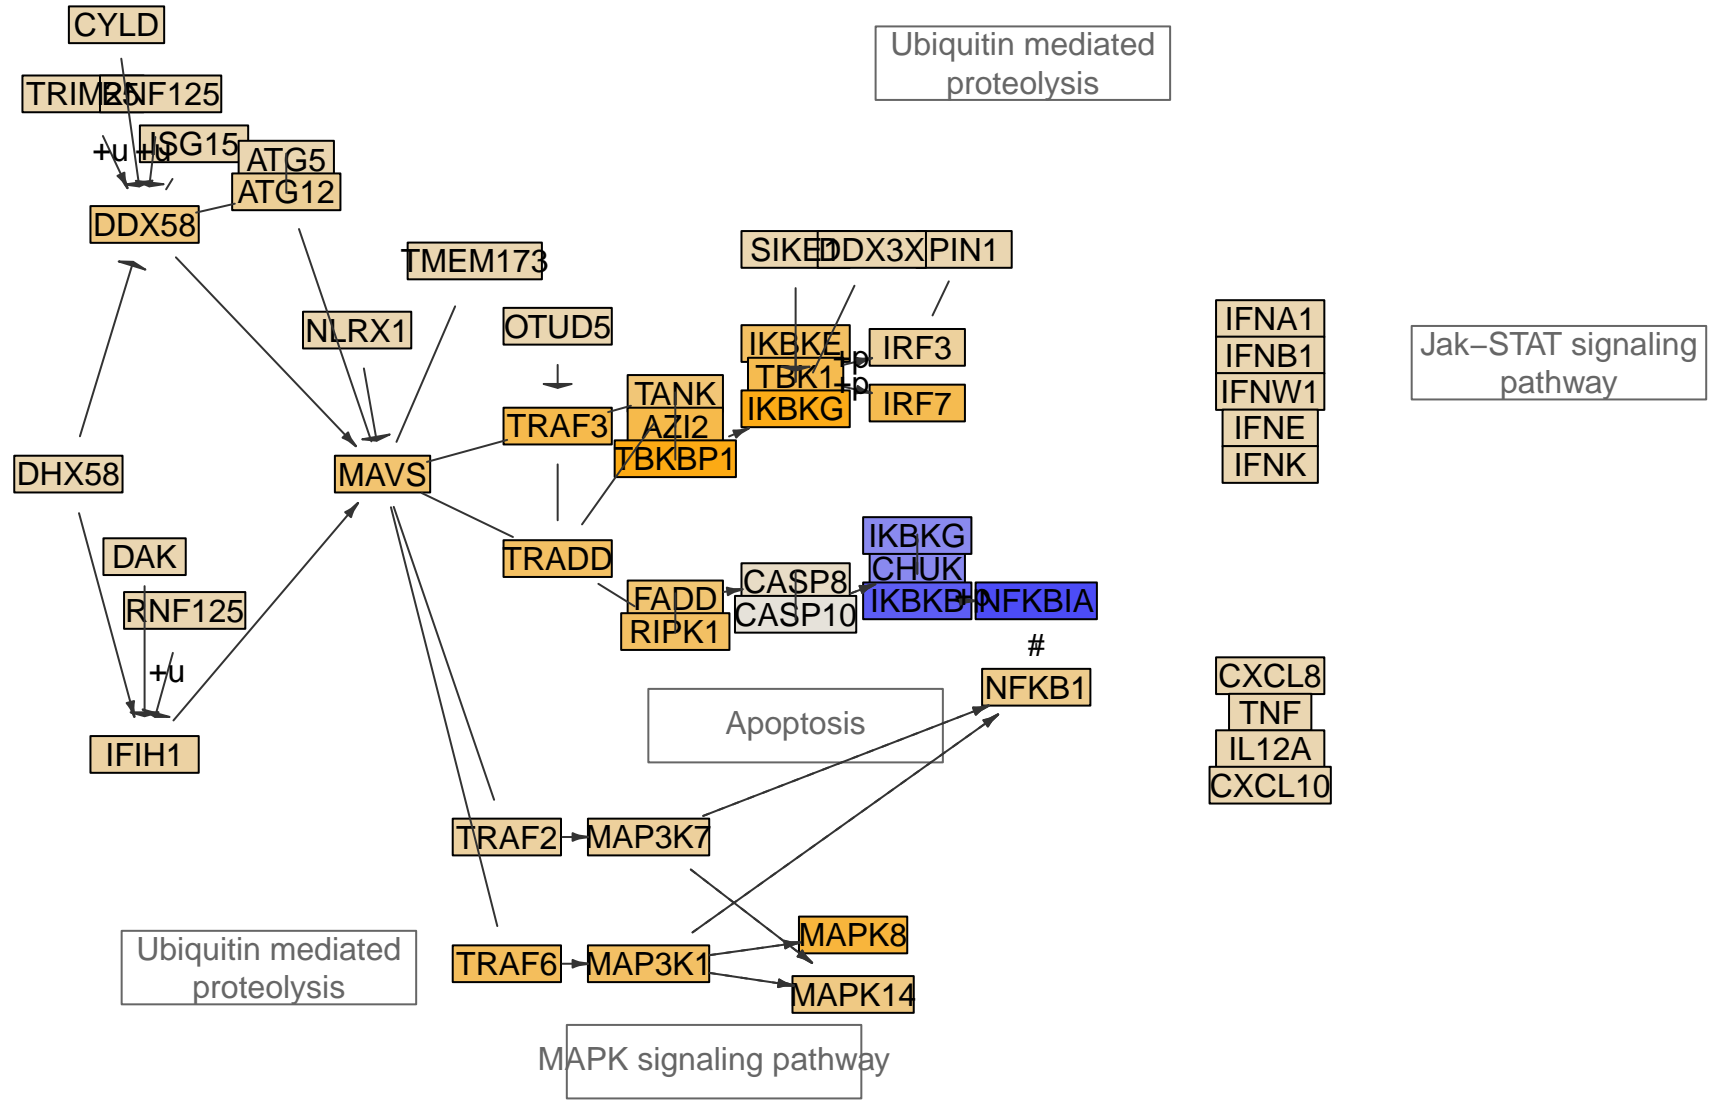 CYLD
Ubiquitin mediated
proteolysis
TRIM25
RNF125
ISG15
+u
+u
ATG5
ATG12
DDX58
TMEM173
SIKE1
DDX3X
PIN1
NLRX1
OTUD5
IKBKE
IRF3
+p
TBK1
+p
IKBKG
IRF7
IFNA1
IFNB1
IFNW1
IFNE
IFNK
Jak−STAT signaling
pathway
TANK
TRAF3
AZI2
TBKBP1
DHX58
MAVS
DAK
TRADD
IKBKG
CHUK
IKBKB
+p
NFKBIA
CASP8
CASP10
FADD
RIPK1
RNF125
+u
#
NFKB1
CXCL8
TNF
IL12A
CXCL10
Apoptosis
IFIH1
TRAF2
MAP3K7
MAPK8
Ubiquitin mediated
proteolysis
TRAF6
MAP3K1
MAPK14
MAPK signaling pathway